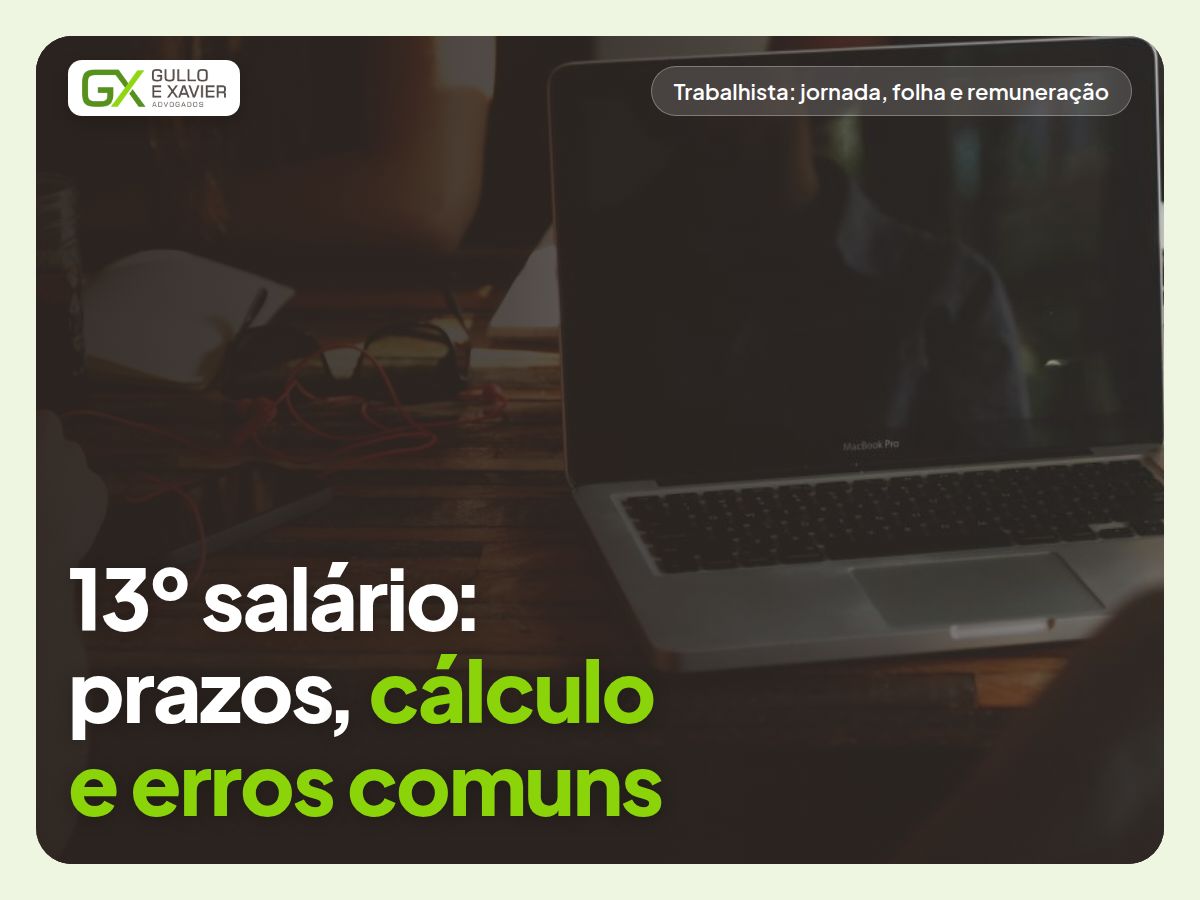 GX GULLO
E XAVIER
ADVOGADOS
Trabalhista: jornada, folha e remuneração
MacBook Pro
13º salário:
prazos, cálculo
e erros comuns